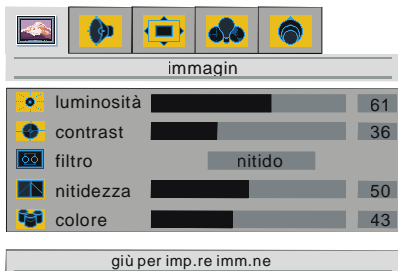 immagin
luminosità 61
contrast 36
filtro nitido
nitidezza 50
colore 43
giù per imp.re imm.ne